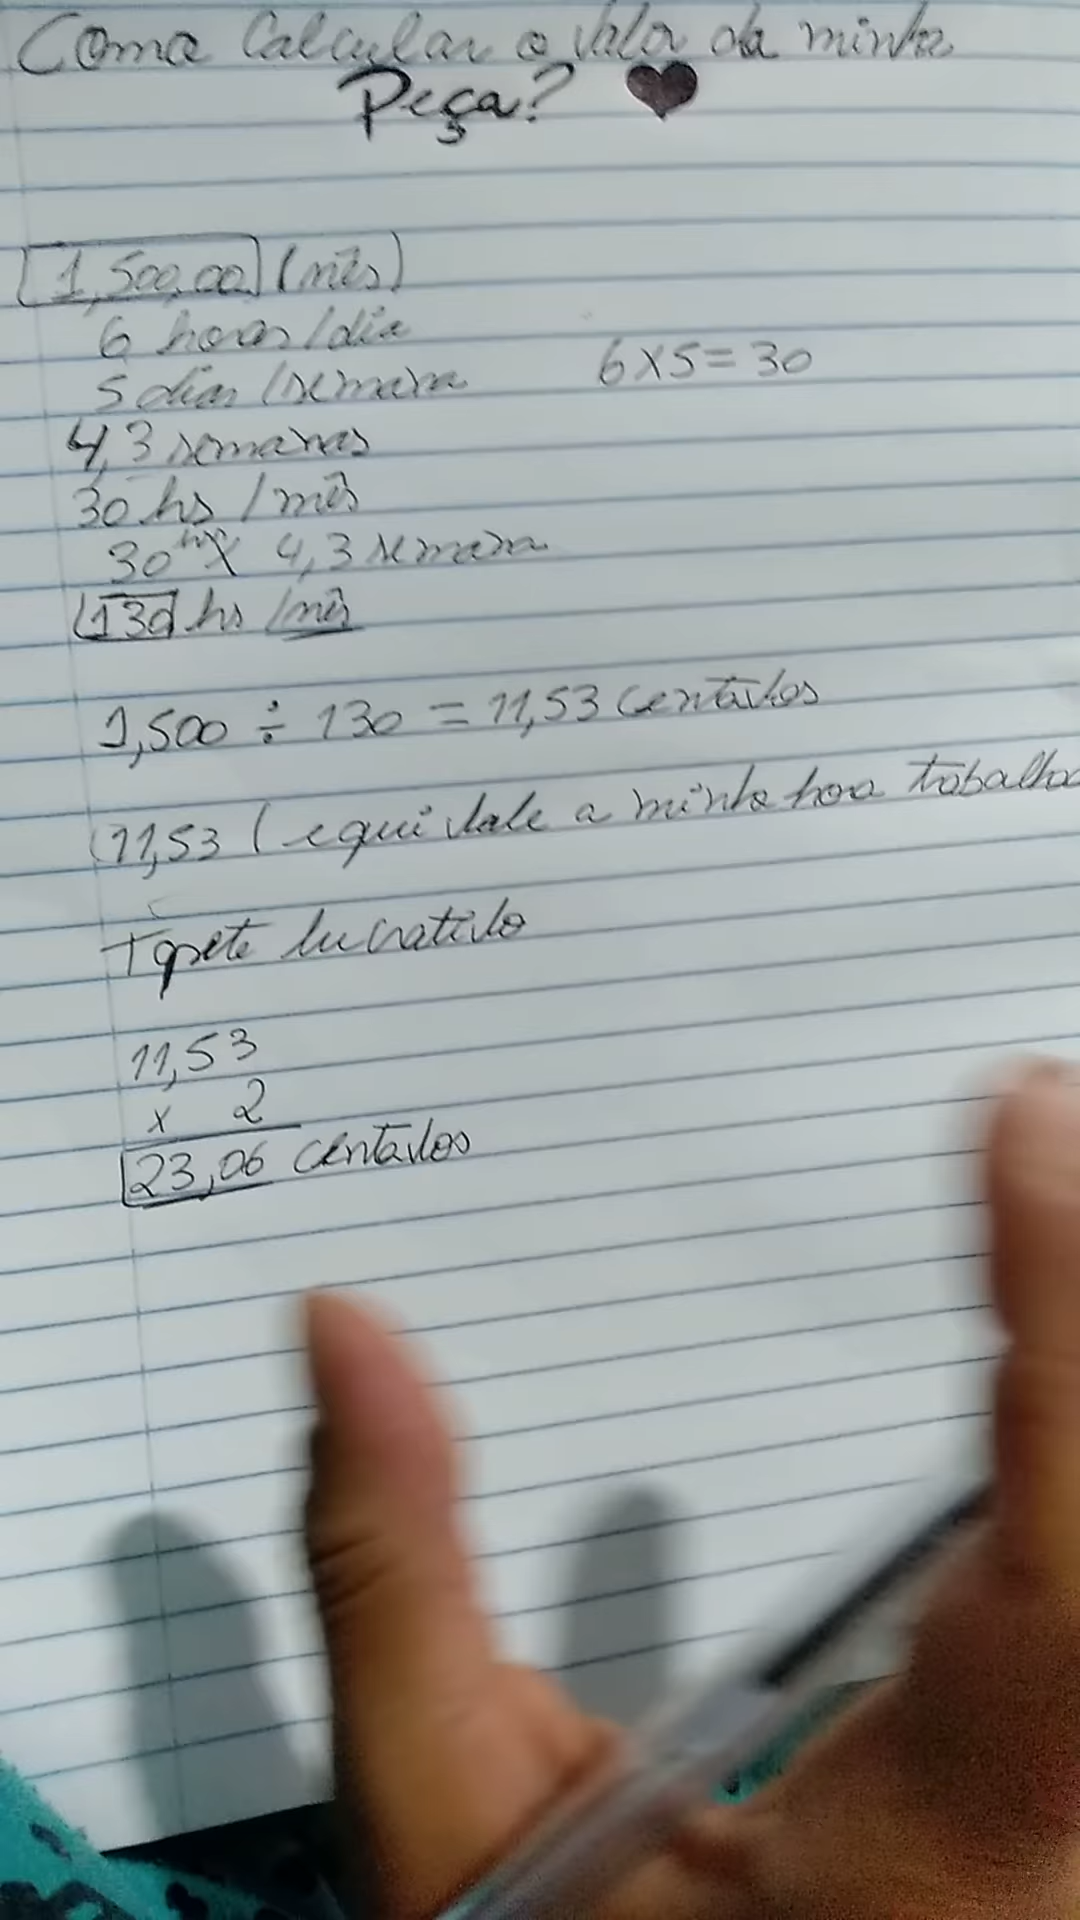 Como Calcular o Valor da minha
Peça?
1,500,00 (mês)
6 horas/dia
5 dias/semana 6x5=30
4,3 semanas
30 hs/mês
30 hrs x 4,3 semana
130 hs/mês
1,500 ÷ 130 = 11,53 centavos
11,53 (equivale a minha hora trabalha
Tapete lucrativo
11,53
x 2
23,06 centavos